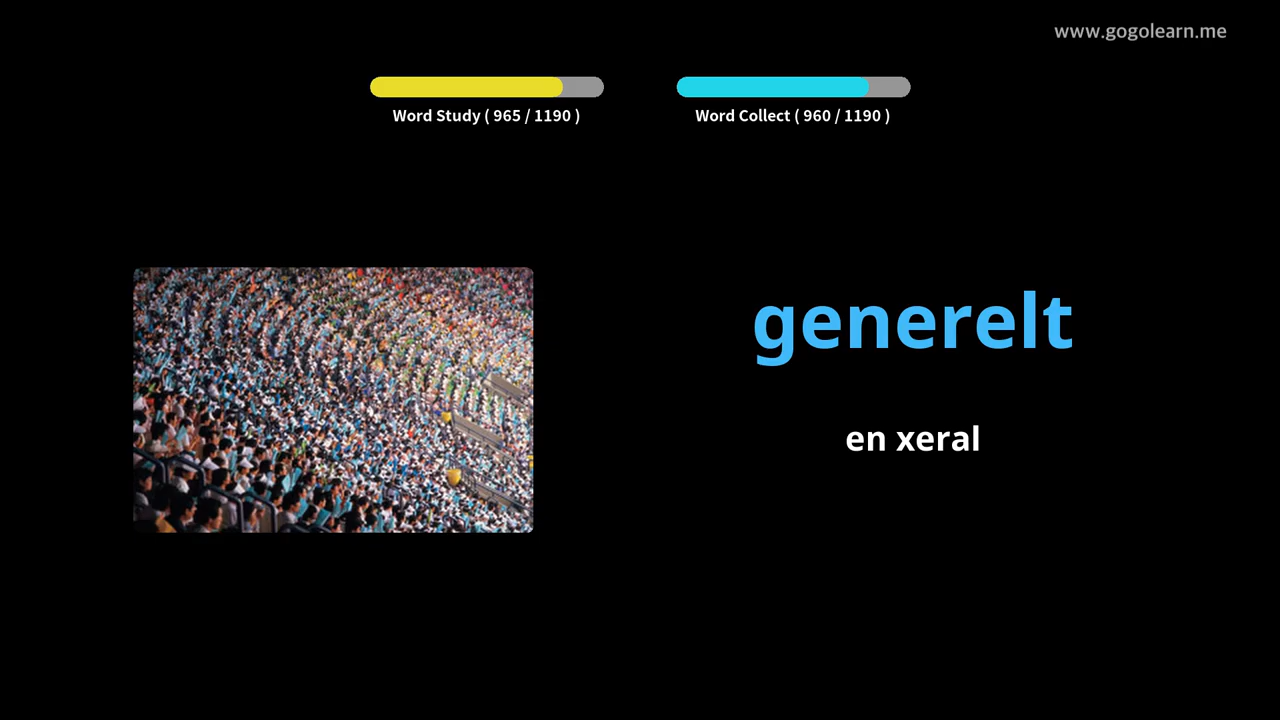 www.gogolearn.me
Word Study ( 965 / 1190 )
Word Collect ( 960 / 1190 )
generelt
en xeral